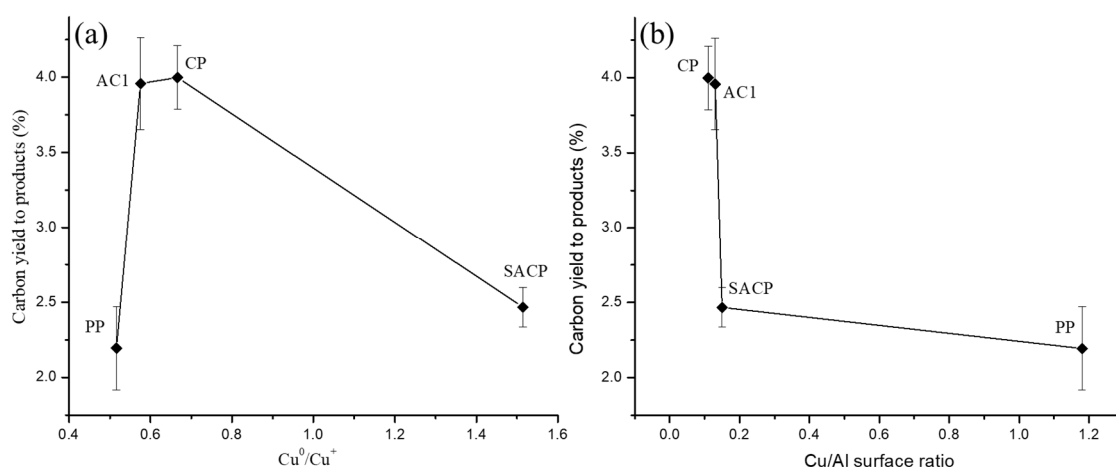 (a)
AC1
CP
PP
SACP
Carbon yield to products (%)
4.0
3.5
3.0
2.5
2.0
0.4 0.6 0.8 1.0 1.2 1.4 1.6
Cu⁰/Cu⁺
(b)
CP
AC1
SACP
PP
Carbon yield to products (%)
4.0
3.5
3.0
2.5
2.0
0.0 0.2 0.4 0.6 0.8 1.0 1.2
Cu/Al surface ratio